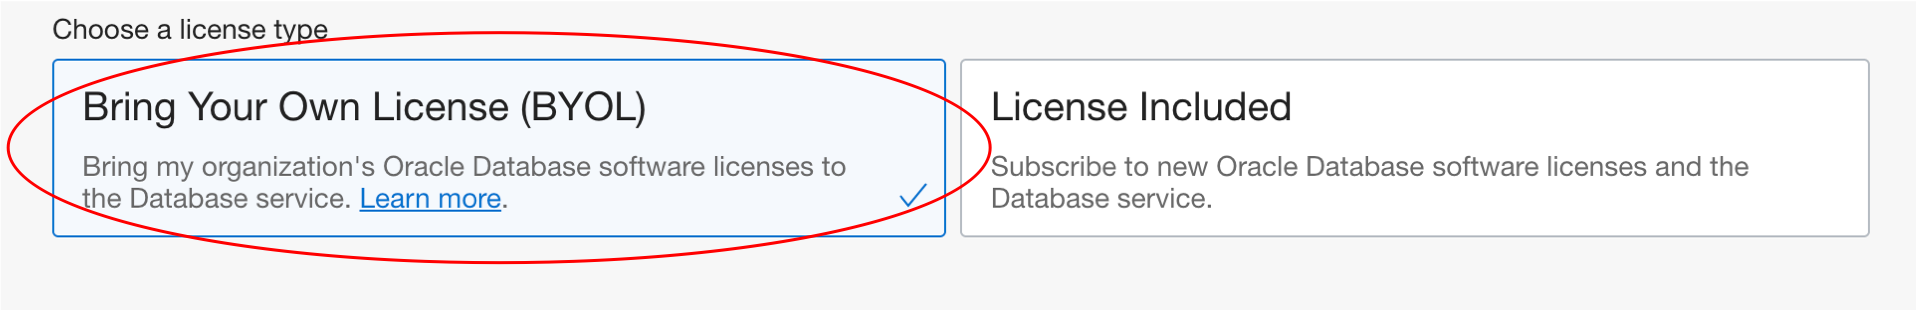 Choose a license type
Bring Your Own License (BYOL)
Bring my organization's Oracle Database software licenses to
the Database service. Learn more.
License Included
Subscribe to new Oracle Database software licenses and the
Database service.